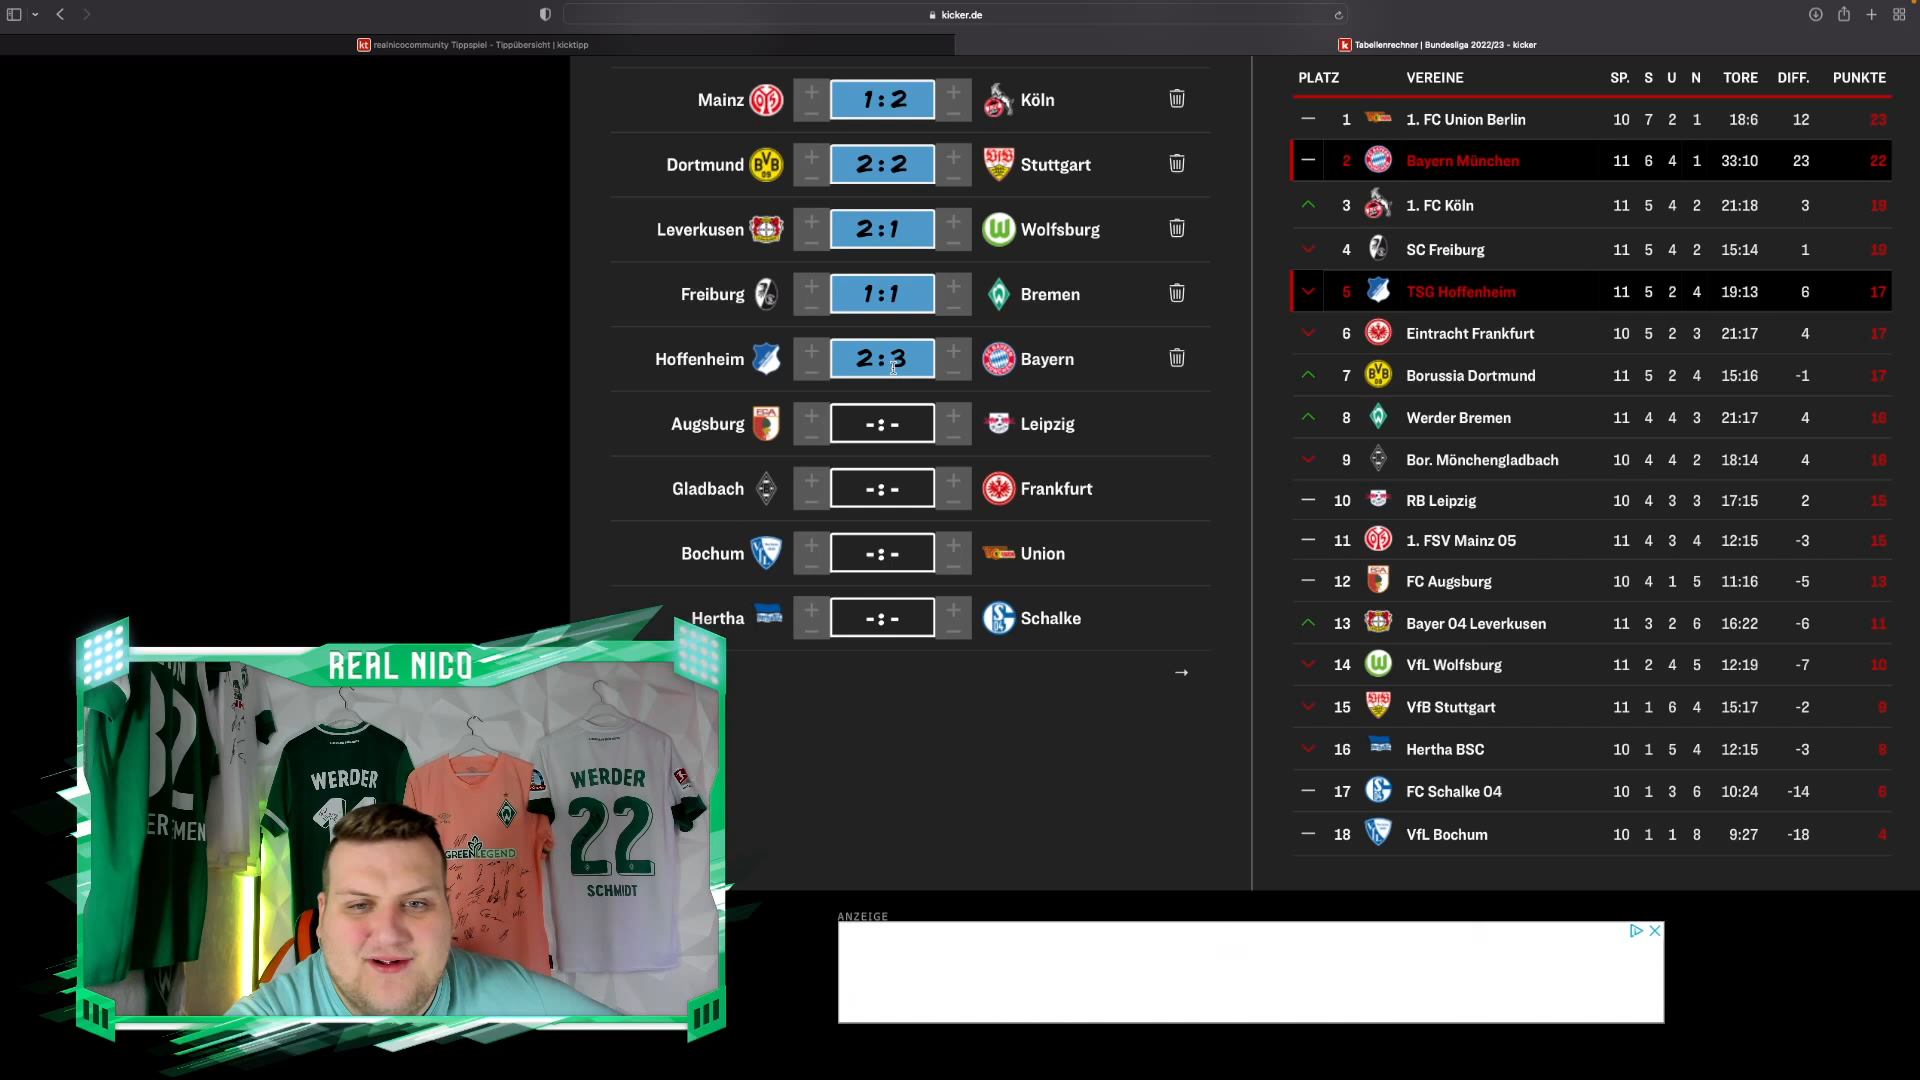 kicker.de
kt realnicocommunity Tippspiel - Tippübersicht | kicktipp
k Tabellenrechner | Bundesliga 2022/23 - kicker
Mainz 1:2 Köln
Dortmund 2:2 Stuttgart
Leverkusen 2:1 Wolfsburg
Freiburg 1:1 Bremen
Hoffenheim 2:3 Bayern
Augsburg -:- Leipzig
Gladbach -:- Frankfurt
Bochum -:- Union
Hertha -:- Schalke
→
PLATZ VEREINE SP. S U N TORE DIFF. PUNKTE
1 1. FC Union Berlin 10 7 2 1 18:6 12 23
2 Bayern München 11 6 4 1 33:10 23 22
3 1. FC Köln 11 5 4 2 21:18 3 19
4 SC Freiburg 11 5 4 2 15:14 1 19
5 TSG Hoffenheim 11 5 2 4 19:13 6 17
6 Eintracht Frankfurt 10 5 2 3 21:17 4 17
7 Borussia Dortmund 11 5 2 4 15:16 -1 17
8 Werder Bremen 11 4 4 3 21:17 4 16
9 Bor. Mönchengladbach 10 4 4 2 18:14 4 16
10 RB Leipzig 10 4 3 3 17:15 2 15
11 1. FSV Mainz 05 11 4 3 4 12:15 -3 15
12 FC Augsburg 10 4 1 5 11:16 -5 13
13 Bayer 04 Leverkusen 11 3 2 6 16:22 -6 11
14 VfL Wolfsburg 11 2 4 5 12:19 -7 10
15 VfB Stuttgart 11 1 6 4 15:17 -2 9
16 Hertha BSC 10 1 5 4 12:15 -3 8
17 FC Schalke 04 10 1 3 6 10:24 -14 6
18 VfL Bochum 10 1 1 8 9:27 -18 4
REAL NICO
32
ER EMEN
WERDER
WERDER
22
SCHMIDT
GREENLEGEND
ANZEIGE